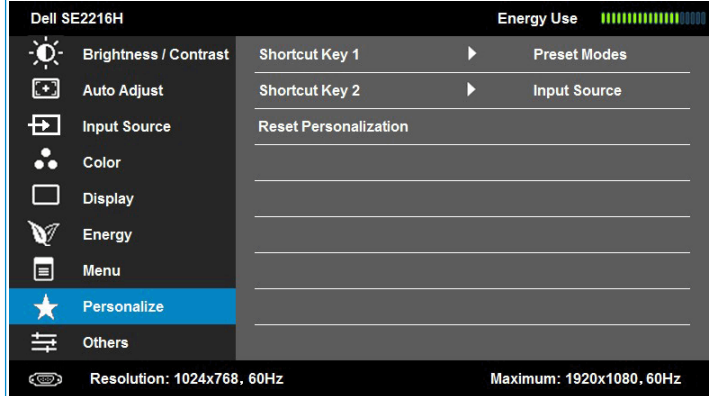 Dell SE2216H Energy Use
Brightness / Contrast Shortcut Key 1 Preset Modes
Auto Adjust Shortcut Key 2 Input Source
Input Source Reset Personalization
Color
Display
Energy
Menu
Personalize
Others
Resolution: 1024x768, 60Hz Maximum: 1920x1080, 60Hz